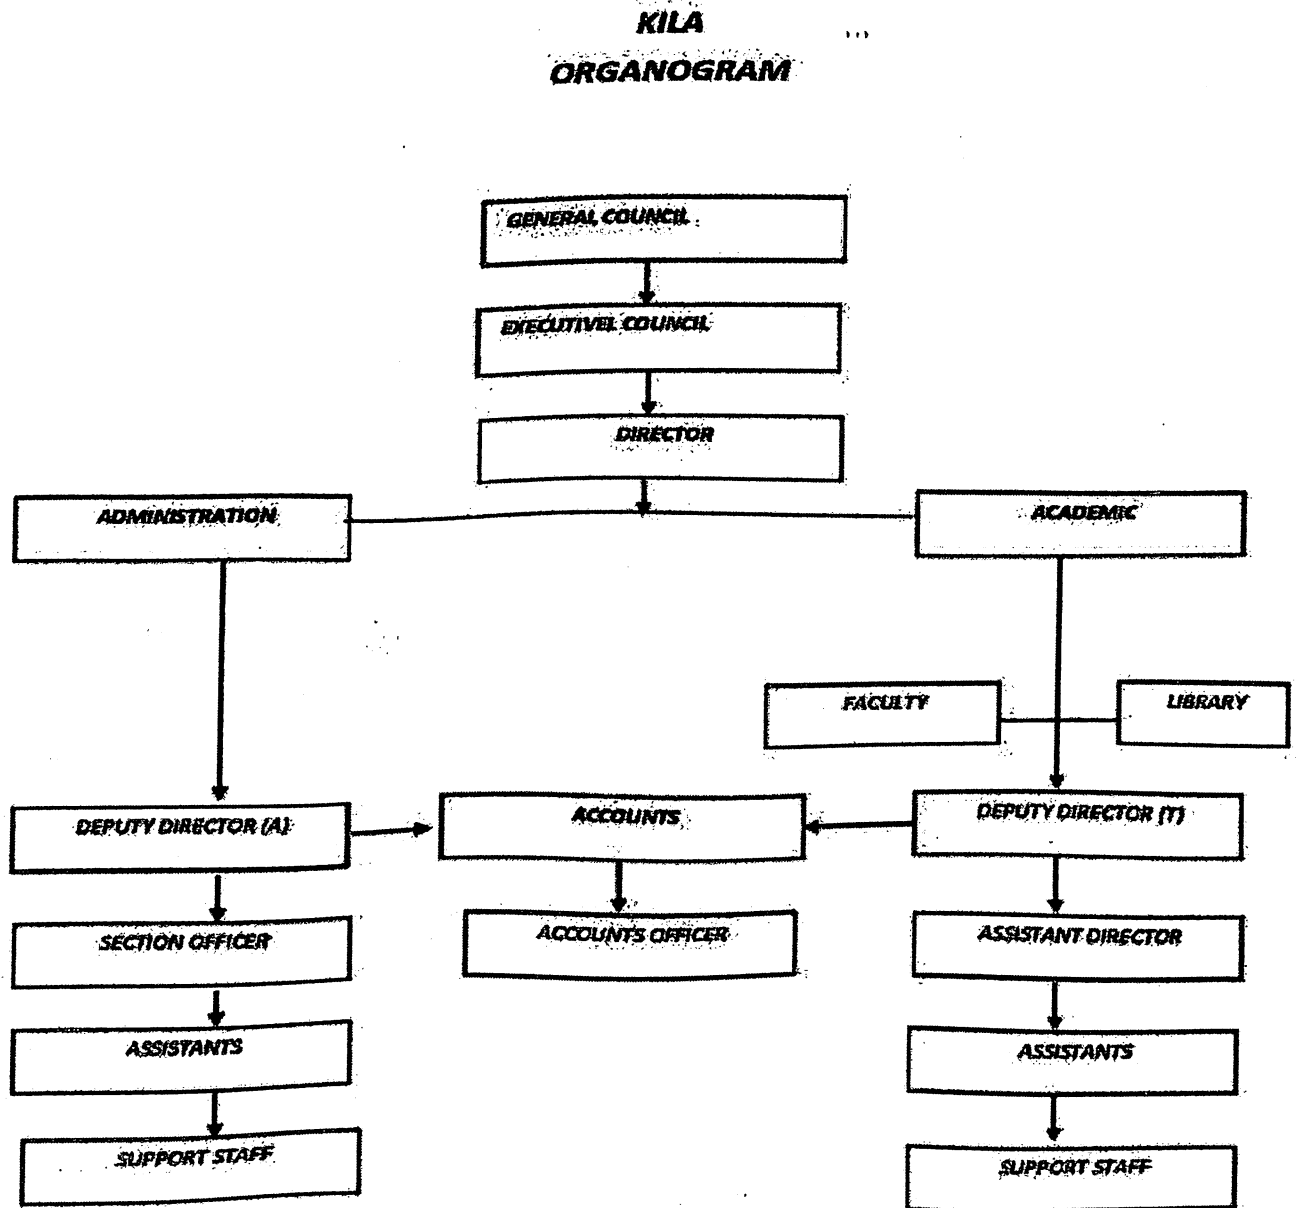 KILA
ORGANOGRAM
GENERAL COUNCIL
EXECUTIVEL COUNCIL
DIRECTOR
ADMINISTRATION
ACADEMIC
FACULTY
LIBRARY
DEPUTY DIRECTOR (A)
ACCOUNTS
DEPUTY DIRECTOR (T)
SECTION OFFICER
ACCOUNTS OFFICER
ASSISTANT DIRECTOR
ASSISTANTS
ASSISTANTS
SUPPORT STAFF
SUPPORT STAFF